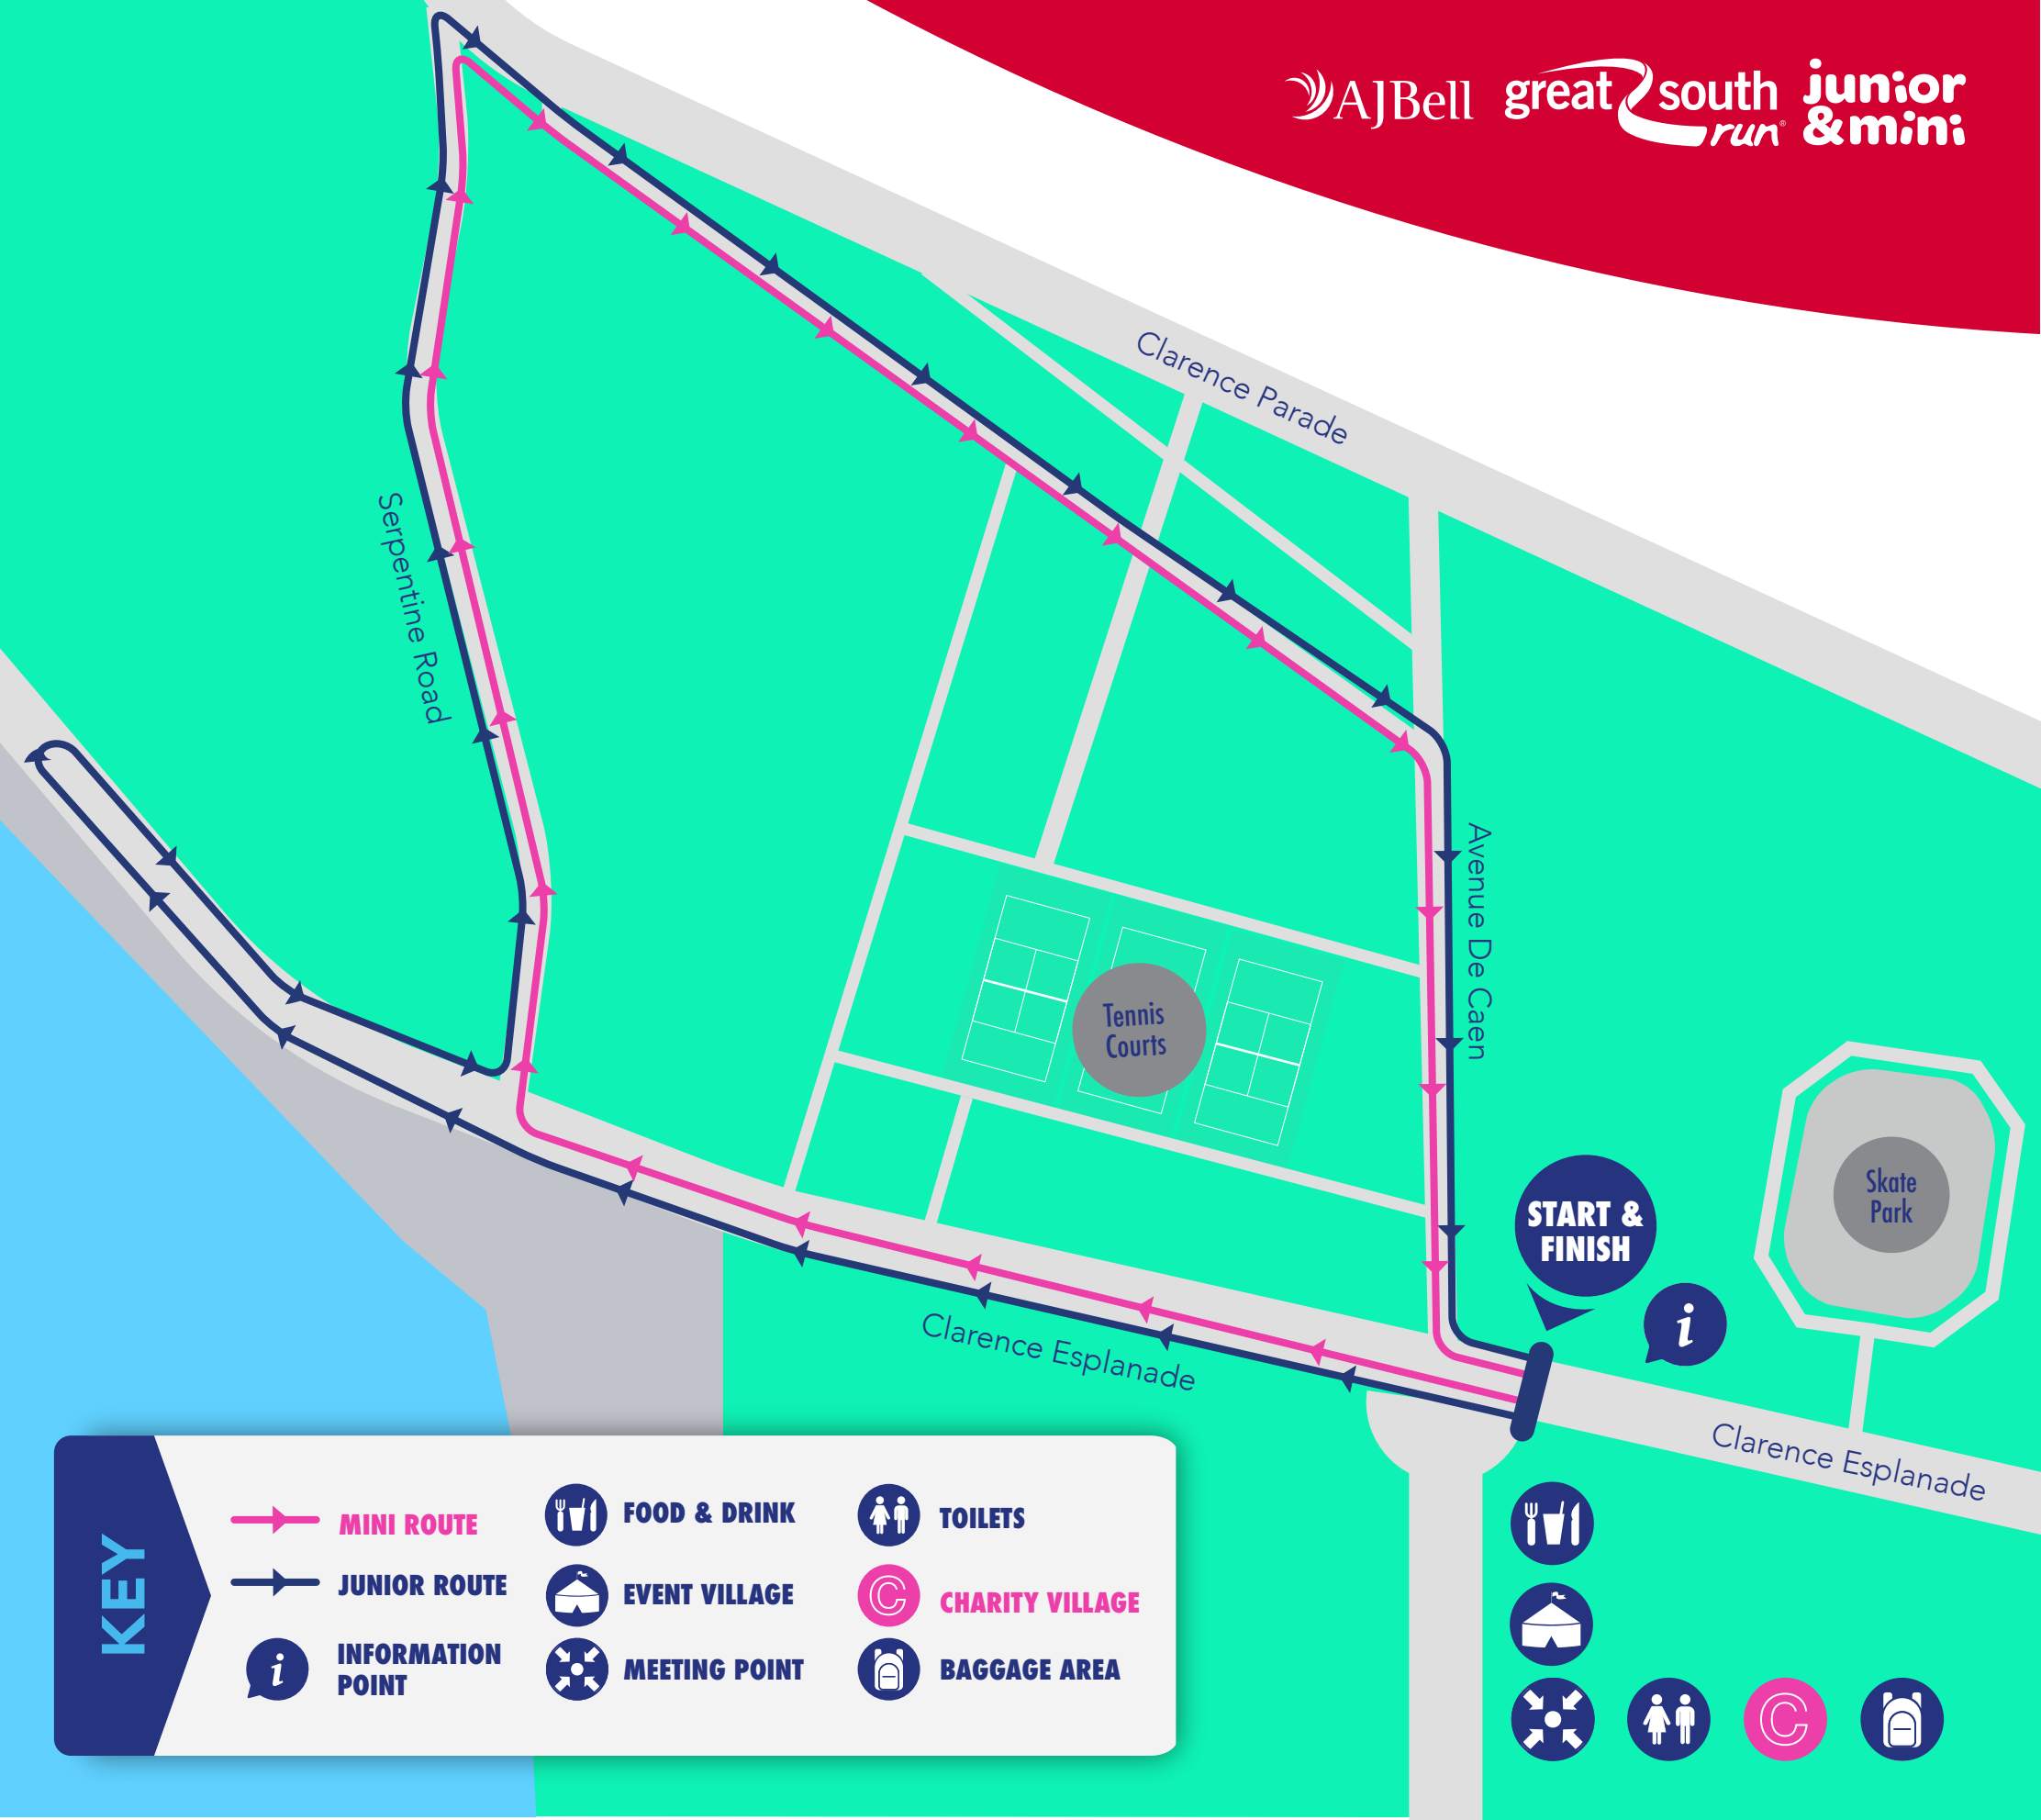 AJBell
great south run®
junior
&mini
Clarence Parade
Serpentine Road
Avenue De Caen
Tennis
Courts
START &
FINISH
Skate
Park
i
Clarence Esplanade
Clarence Esplanade
KEY
MINI ROUTE
JUNIOR ROUTE
i
INFORMATION
POINT
FOOD & DRINK
EVENT VILLAGE
MEETING POINT
TOILETS
C
CHARITY VILLAGE
BAGGAGE AREA
C